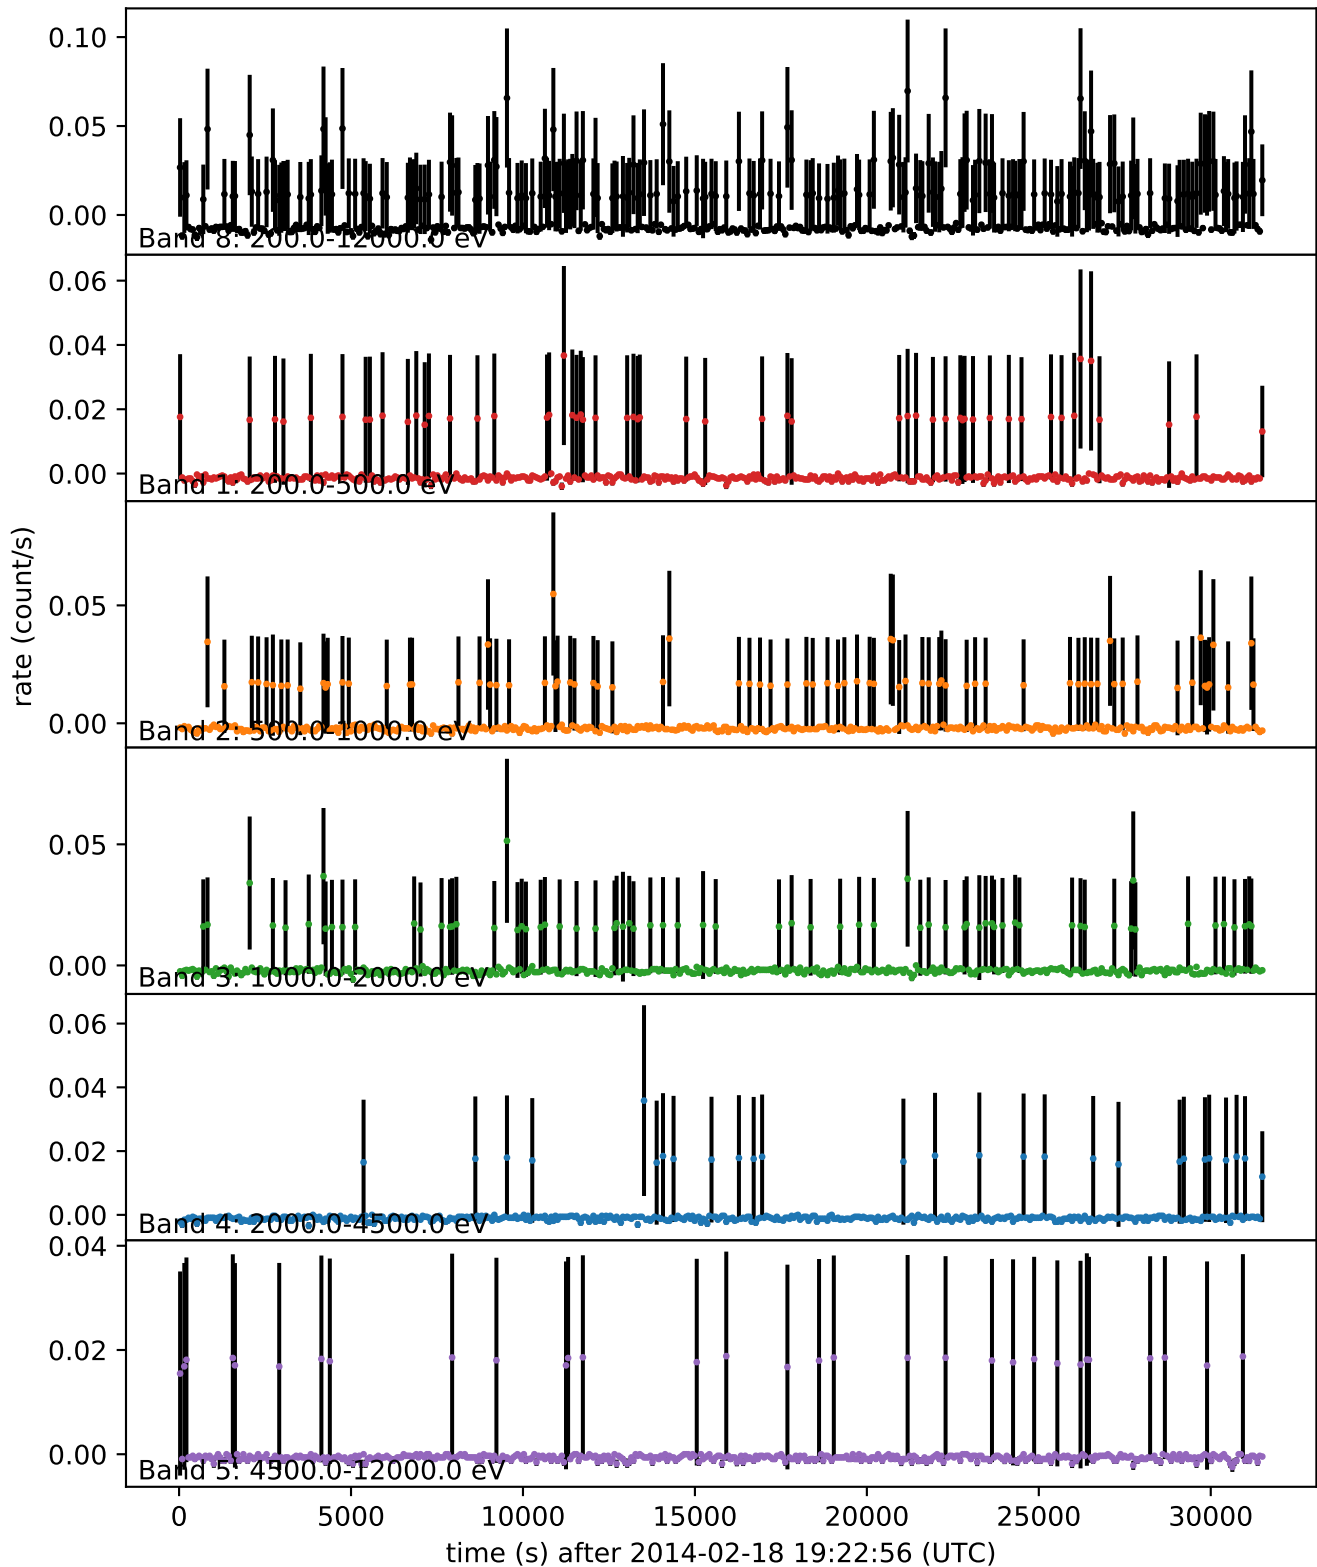 0.10
0.05
0.00
Band 8: 200.0-12000.0 eV
0.06
0.04
0.02
0.00
Band 1: 200.0-500.0 eV
rate (count/s)
0.05
0.00
Band 2: 500.0-1000.0 eV
0.05
0.00
Band 3: 1000.0-2000.0 eV
0.06
0.04
0.02
0.00
Band 4: 2000.0-4500.0 eV
0.04
0.02
0.00
Band 5: 4500.0-12000.0 eV
0 5000 10000 15000 20000 25000 30000
time (s) after 2014-02-18 19:22:56 (UTC)